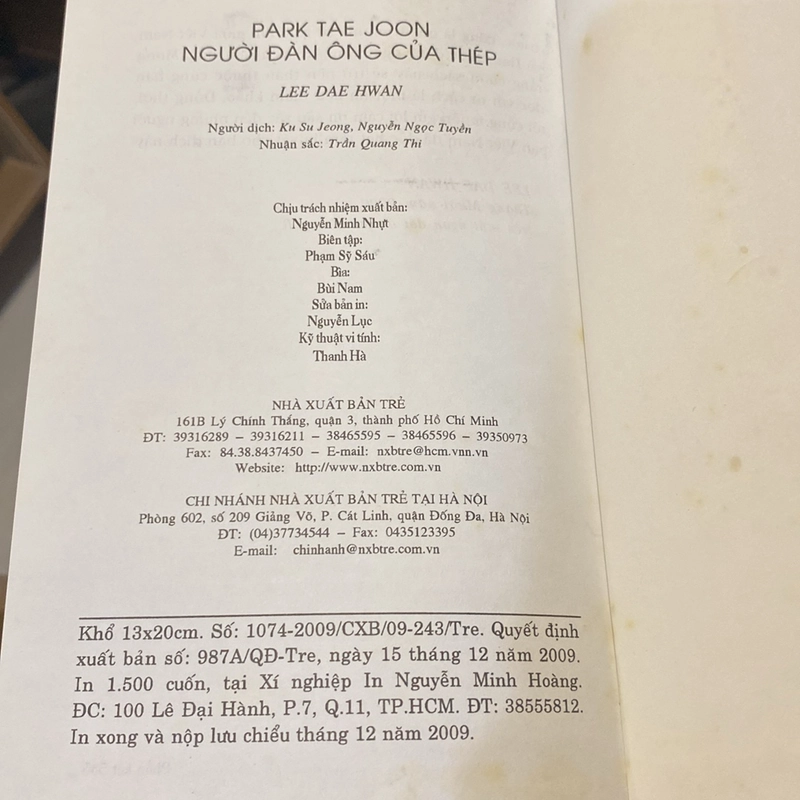 PARK TAE JOON
NGƯỜI ĐÀN ÔNG CỦA THÉP
LEE DAE HWAN
Người dịch: Ku Su Jeong, Nguyễn Ngọc Tuyền
Nhuận sắc: Trần Quang Thi
Chịu trách nhiệm xuất bản:
Nguyễn Minh Nhựt
Biên tập:
Phạm Sỹ Sáu
Bìa:
Bùi Nam
Sửa bản in:
Nguyễn Lục
Kỹ thuật vi tính:
Thanh Hà
NHÀ XUẤT BẢN TRẺ
161B Lý Chính Thắng, quận 3, thành phố Hồ Chí Minh
ĐT: 39316289 – 39316211 – 38465595 – 38465596 – 39350973
Fax: 84.38.8437450 – E-mail: nxbtre@hcm.vnn.vn
Website: http://www.nxbtre.com.vn
CHI NHÁNH NHÀ XUẤT BẢN TRẺ TẠI HÀ NỘI
Phòng 602, số 209 Giảng Võ, P. Cát Linh, quận Đống Đa, Hà Nội
ĐT: (04)37734544 – Fax: 0435123395
E-mail: chinhanh@nxbtre.com.vn
Khổ 13x20cm. Số: 1074-2009/CXB/09-243/Tre. Quyết định
xuất bản số: 987A/QĐ-Tre, ngày 15 tháng 12 năm 2009.
In 1.500 cuốn, tại Xí nghiệp In Nguyễn Minh Hoàng.
ĐC: 100 Lê Đại Hành, P.7, Q.11, TP.HCM. ĐT: 38555812.
In xong và nộp lưu chiểu tháng 12 năm 2009.